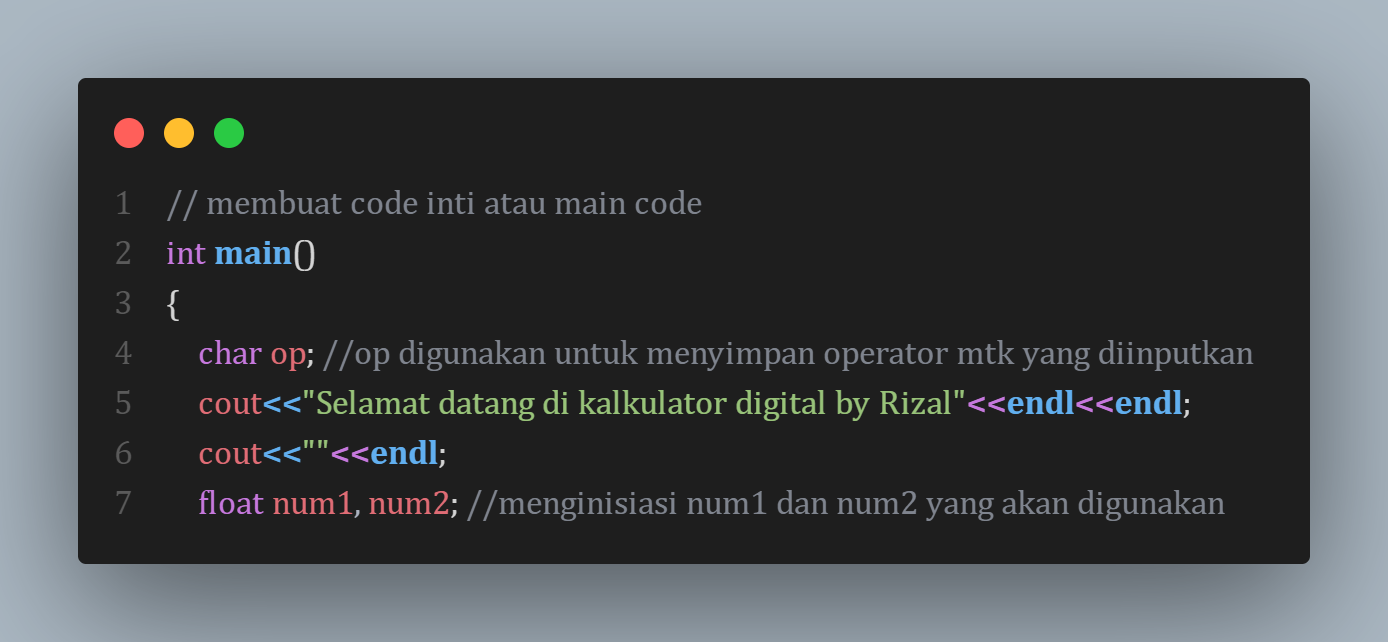 1 // membuat code inti atau main code
2 int main()
3 {
4 char op; //op digunakan untuk menyimpan operator mtk yang diinputkan
5 cout<<"Selamat datang di kalkulator digital by Rizal"<<endl<<endl;
6 cout<<""<<endl;
7 float num1, num2; //menginisiasi num1 dan num2 yang akan digunakan